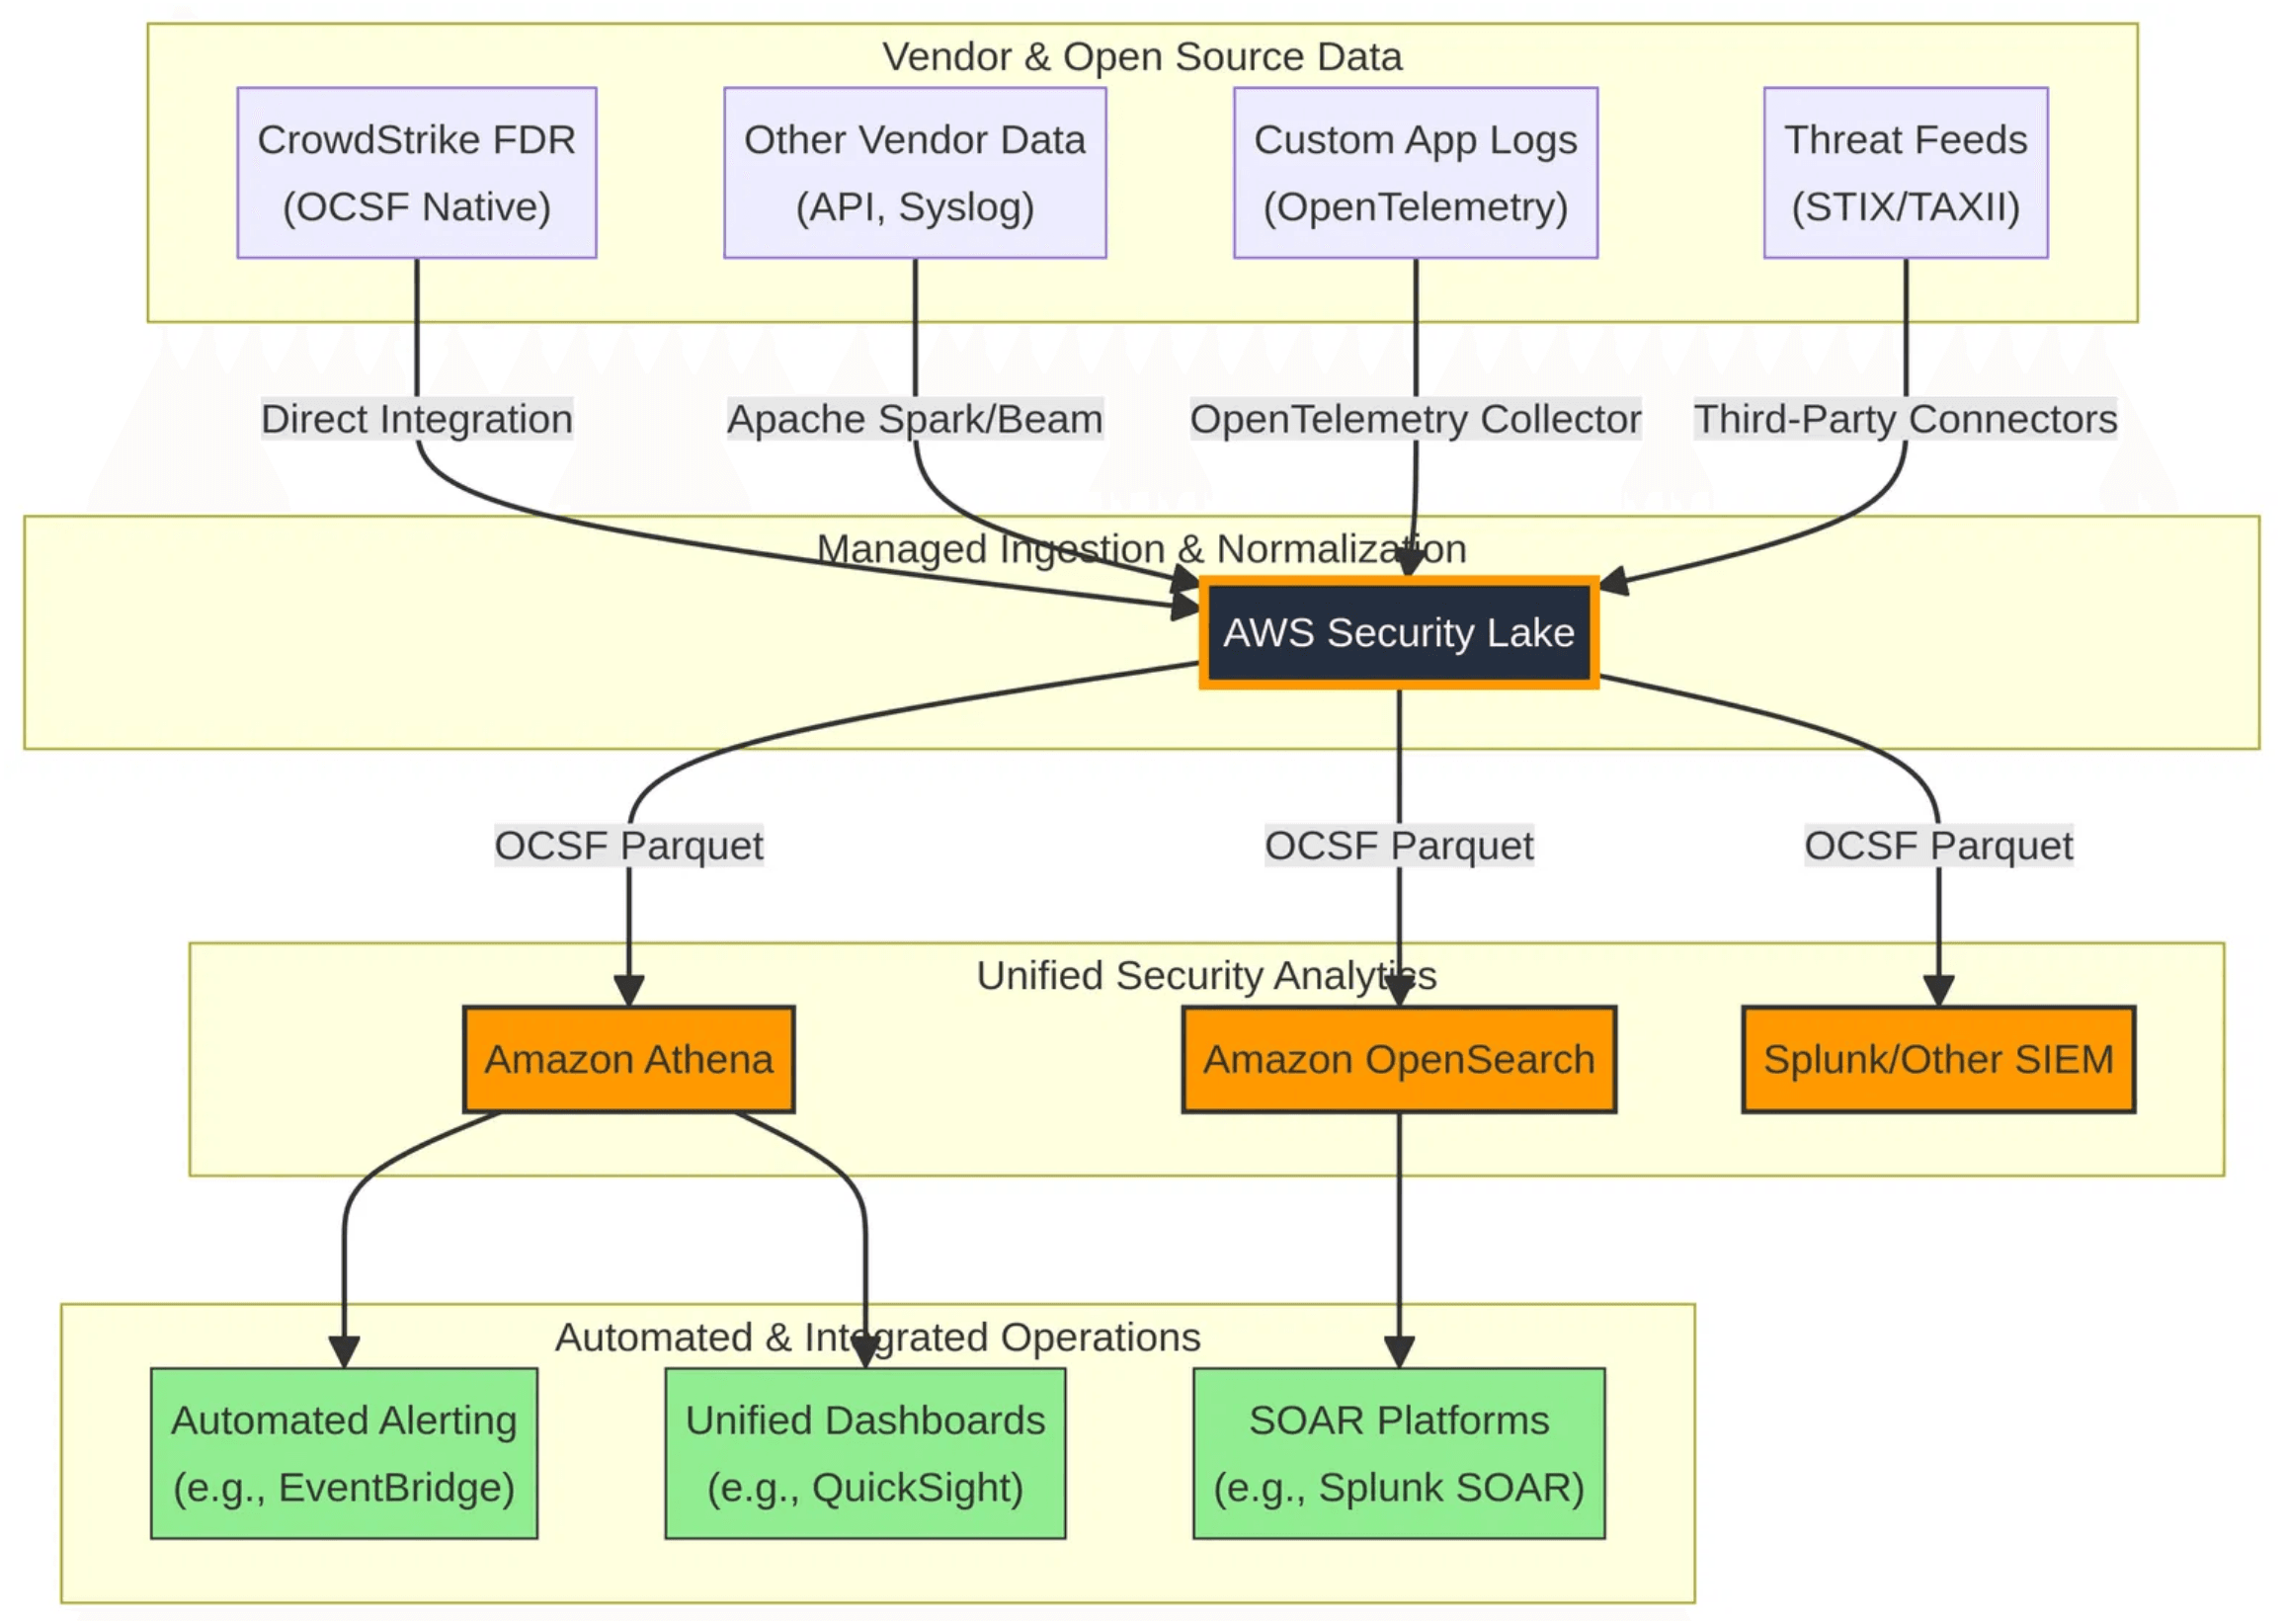 Vendor & Open Source Data
CrowdStrike FDR
(OCSF Native)
Other Vendor Data
(API, Syslog)
Custom App Logs
(OpenTelemetry)
Threat Feeds
(STIX/TAXII)
Direct Integration
Apache Spark/Beam
OpenTelemetry Collector
Third-Party Connectors
Managed Ingestion & Normalization
AWS Security Lake
OCSF Parquet
OCSF Parquet
OCSF Parquet
Unified Security Analytics
Amazon Athena
Amazon OpenSearch
Splunk/Other SIEM
Automated & Integrated Operations
Automated Alerting
(e.g., EventBridge)
Unified Dashboards
(e.g., QuickSight)
SOAR Platforms
(e.g., Splunk SOAR)